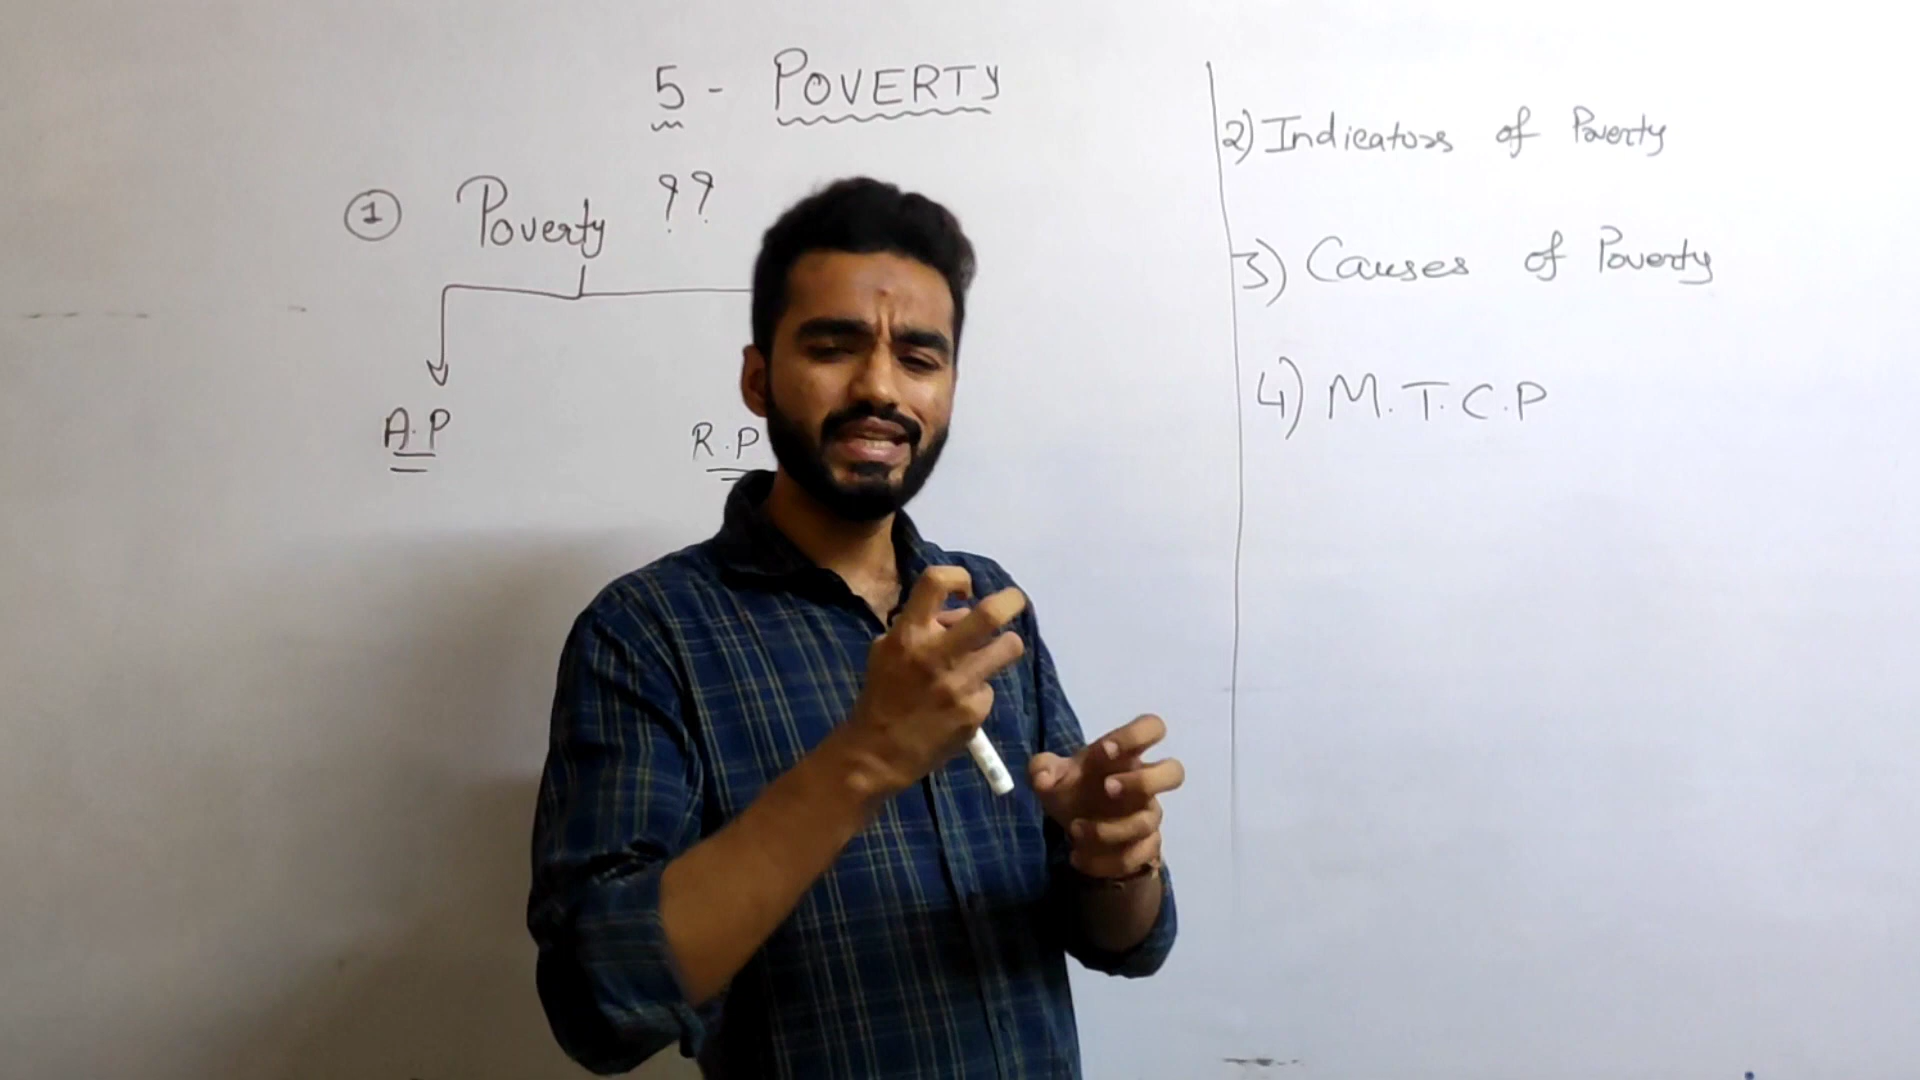 5 - POVERTY
1 Poverty ??
A.P
R.P
2) Indicators of Poverty
3) Causes of Poverty
4) M.T.C.P